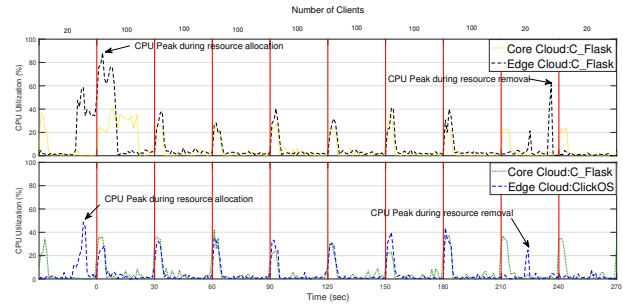 Number of Clients
20 100 100 100 100 100 100 100 20 20
100
80
60
40
20
0
CPU Utilization (%)
CPU Peak during resource allocation
CPU Peak during resource removal
Core Cloud:C_Flask
Edge Cloud:C_Flask
100
80
60
40
20
0
CPU Utilization (%)
CPU Peak during resource allocation
CPU Peak during resource removal
Core Cloud:C_Flask
Edge Cloud:ClickOS
0 30 60 90 120 150 180 210 240 270
Time (sec)